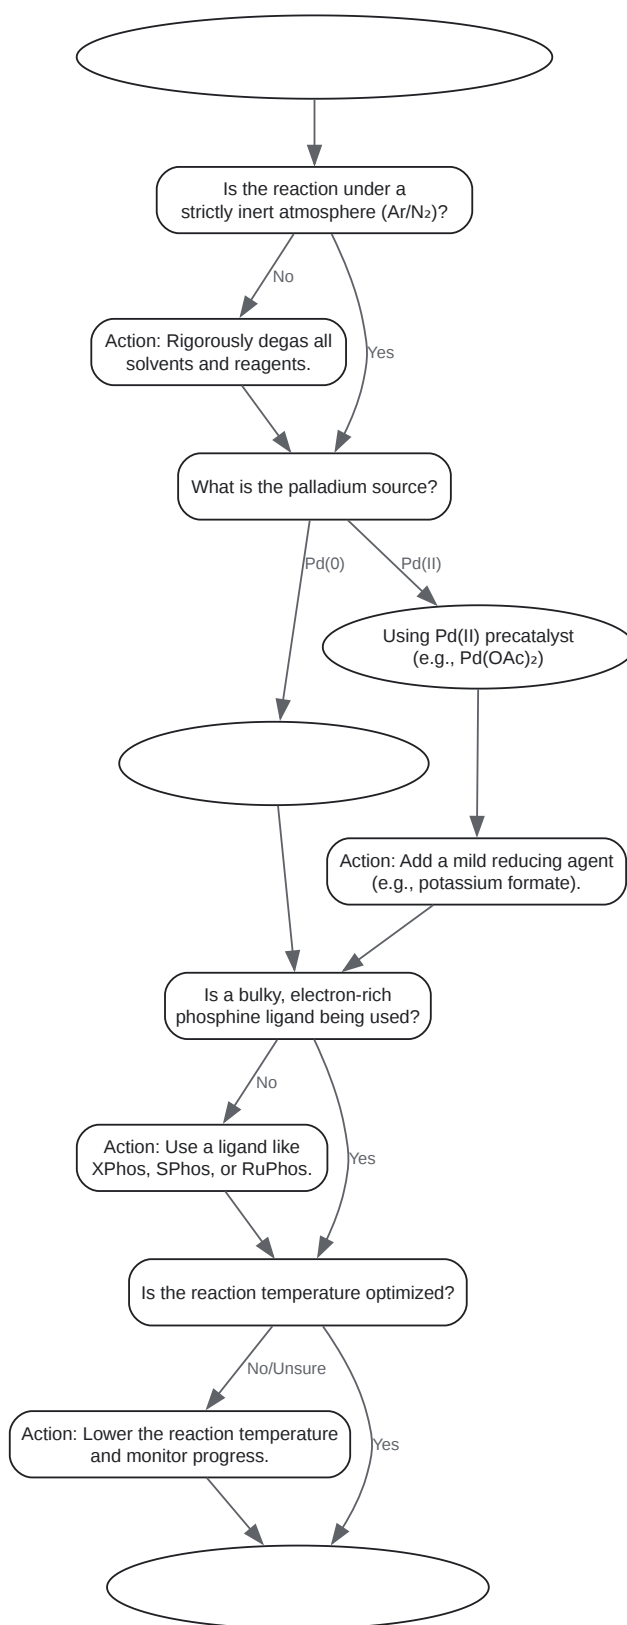 Is the reaction under a
strictly inert atmosphere (Ar/N₂)?
No
Yes
Action: Rigorously degas all
solvents and reagents.
What is the palladium source?
Pd(0)
Pd(II)
Using Pd(II) precatalyst
(e.g., Pd(OAc)₂)
Action: Add a mild reducing agent
(e.g., potassium formate).
Is a bulky, electron-rich
phosphine ligand being used?
No
Yes
Action: Use a ligand like
XPhos, SPhos, or RuPhos.
Is the reaction temperature optimized?
No/Unsure
Yes
Action: Lower the reaction temperature
and monitor progress.